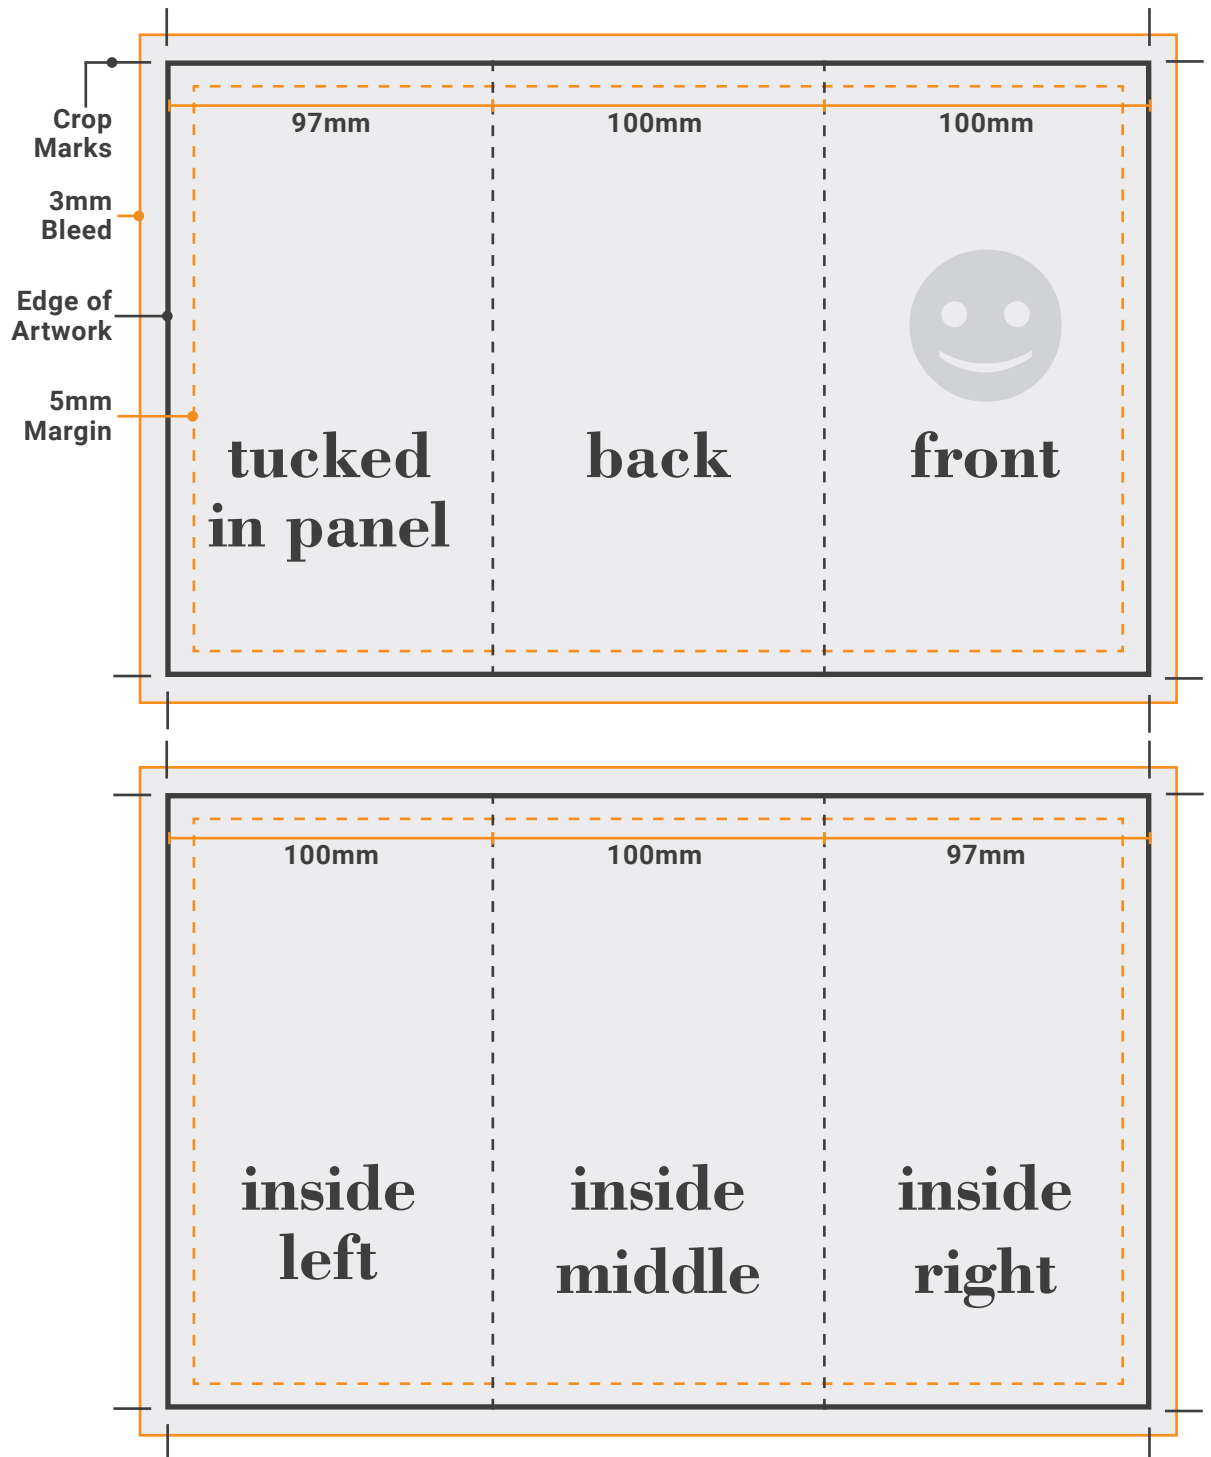 Crop
Marks
3mm
Bleed
Edge of
Artwork
5mm
Margin
97mm
100mm
100mm
tucked
in panel
back
front
100mm
100mm
97mm
inside
left
inside
middle
inside
right